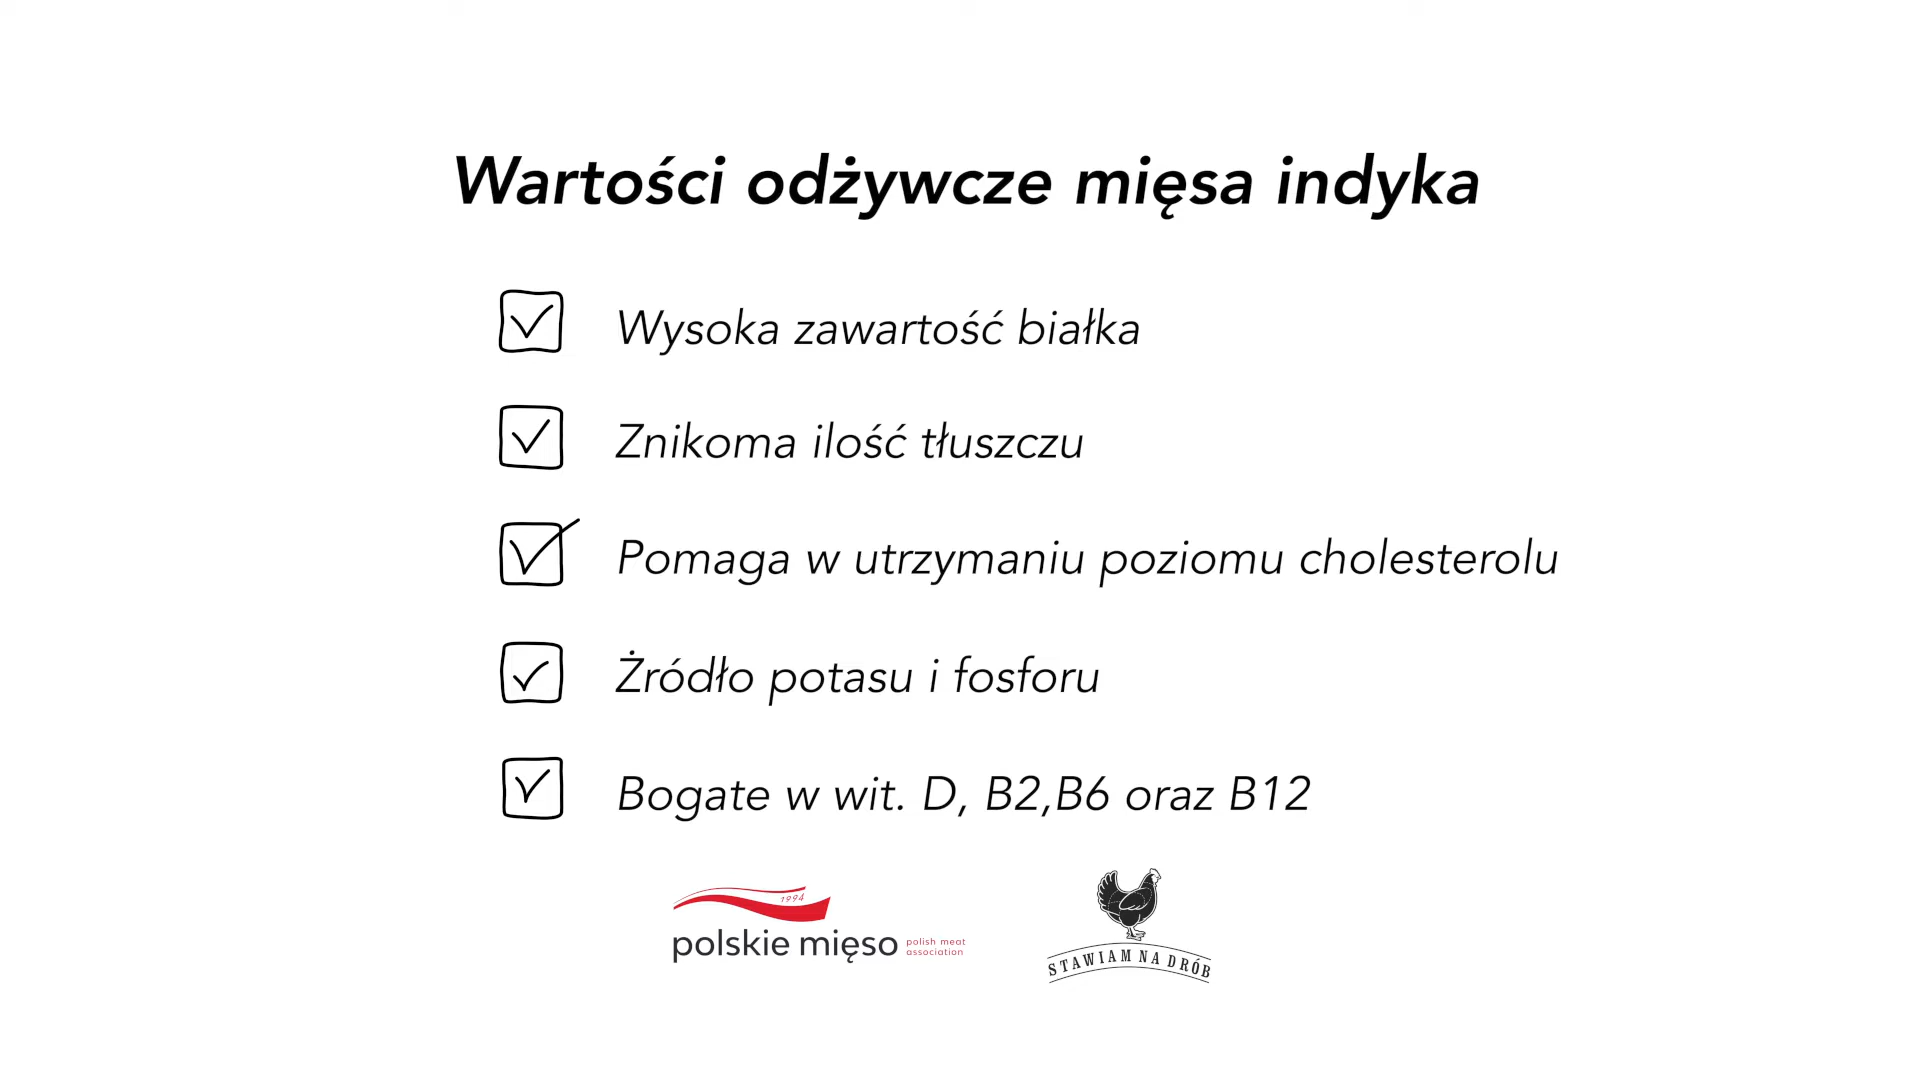 Wartości odżywcze mięsa indyka
Wysoka zawartość białka
Znikoma ilość tłuszczu
Pomaga w utrzymaniu poziomu cholesterolu
Żródło potasu i fosforu
Bogate w wit. D, B2,B6 oraz B12
1994
polskie mięso
polish meat
association
STAWIAM NA DRÓB